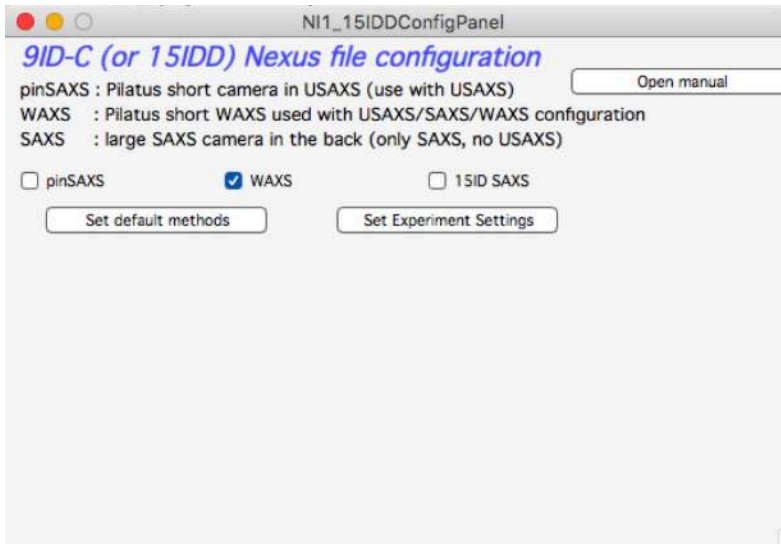 NI1_15IDDConfigPanel
9ID-C (or 15IDD) Nexus file configuration
pinSAXS : Pilatus short camera in USAXS (use with USAXS)
Open manual
WAXS : Pilatus short WAXS used with USAXS/SAXS/WAXS configuration
SAXS : large SAXS camera in the back (only SAXS, no USAXS)
pinSAXS WAXS 15ID SAXS
Set default methods Set Experiment Settings